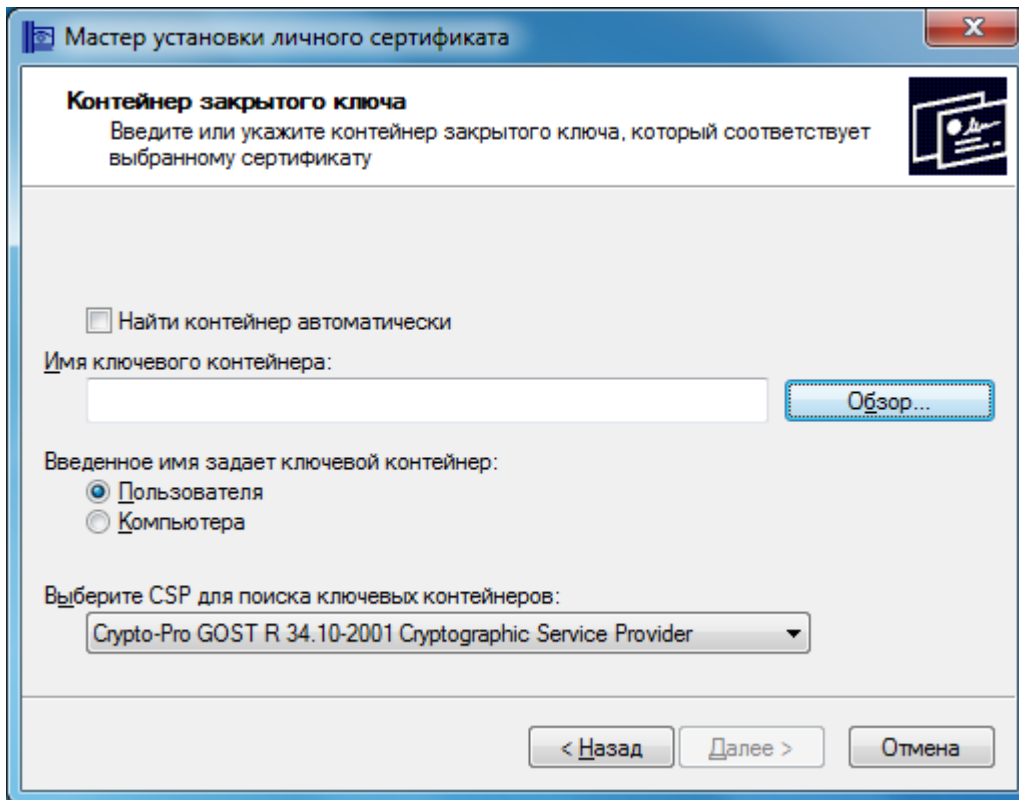 Мастер установки личного сертификата
Контейнер закрытого ключа
Введите или укажите контейнер закрытого ключа, который соответствует
выбранному сертификату
Найти контейнер автоматически
Имя ключевого контейнера:
Обзор...
Введенное имя задает ключевой контейнер:
Пользователя
Компьютера
Выберите CSP для поиска ключевых контейнеров:
Crypto-Pro GOST R 34.10-2001 Cryptographic Service Provider
< Назад
Далее >
Отмена